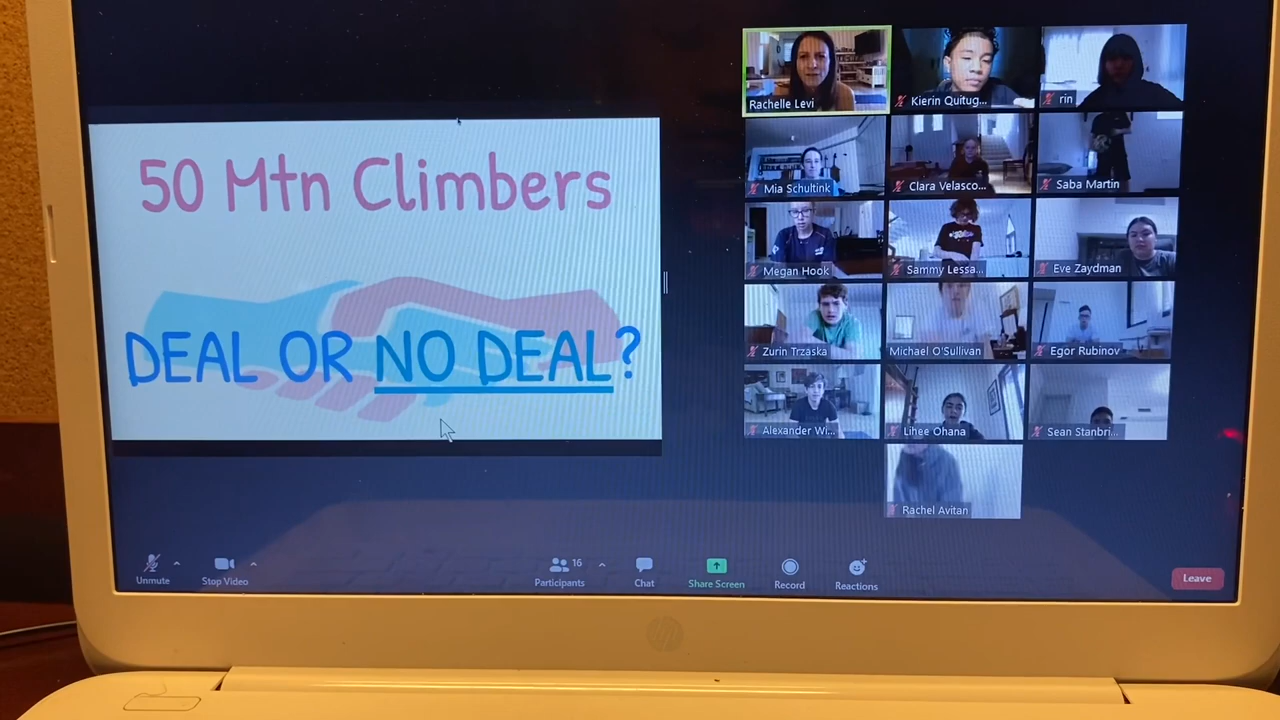 50 Mtn Climbers
DEAL OR NO DEAL?
Rachelle Levi
Kierin Quitug...
rin
Mia Schultink
Clara Velasco...
Saba Martin
Megan Hook
Sammy Lessa...
Eve Zaydman
Zurin Trzaska
Michael O'Sullivan
Egor Rubinov
Alexander Wi...
Lihee Ohana
Sean Stanbri...
Rachel Avitan
Unmute
Stop Video
16
Participants
Chat
Share Screen
Record
Reactions
Leave
hp